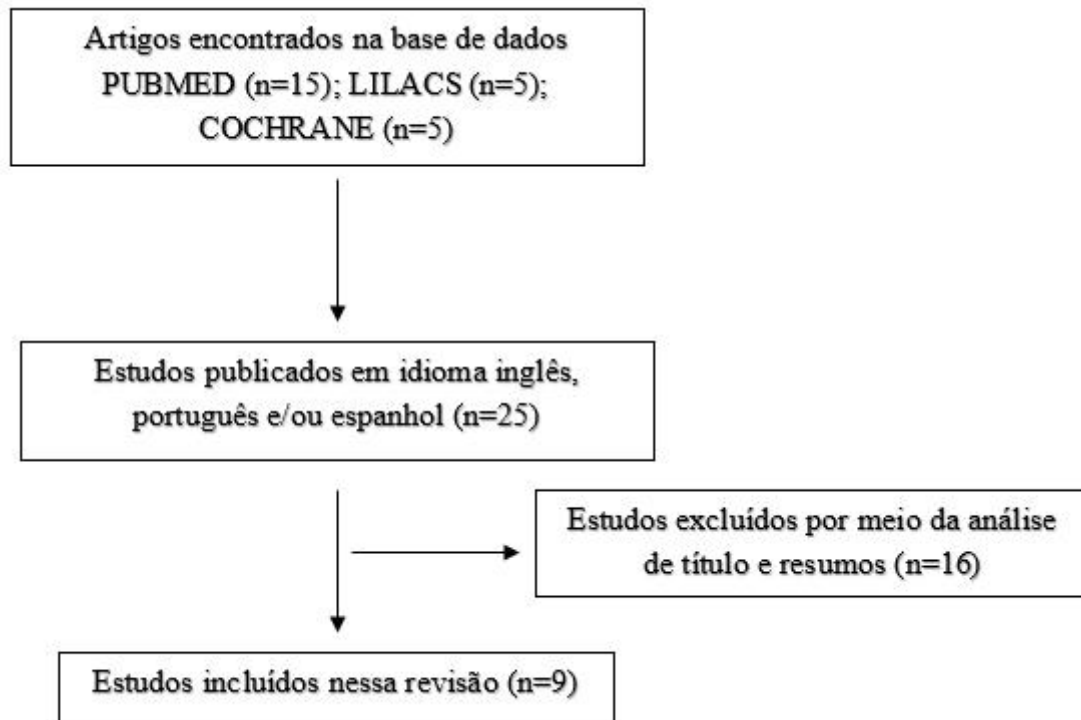 Artigos encontrados na base de dados
PUBMED (n=15); LILACS (n=5);
COCHRANE (n=5)
Estudos publicados em idioma inglês,
português e/ou espanhol (n=25)
Estudos excluídos por meio da análise
de título e resumos (n=16)
Estudos incluídos nessa revisão (n=9)